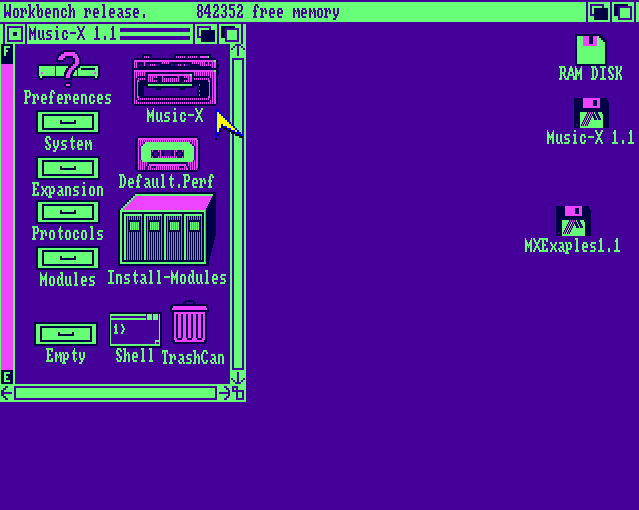 Workbench release.     842352 free memory
Music-X 1.1
F
Preferences
Music-X
System
Default.Perf
Expansion
Protocols
Modules
Install-Modules
1>
Empty
Shell
TrashCan
E
RAM DISK
Music-X 1.1
MXExaples1.1